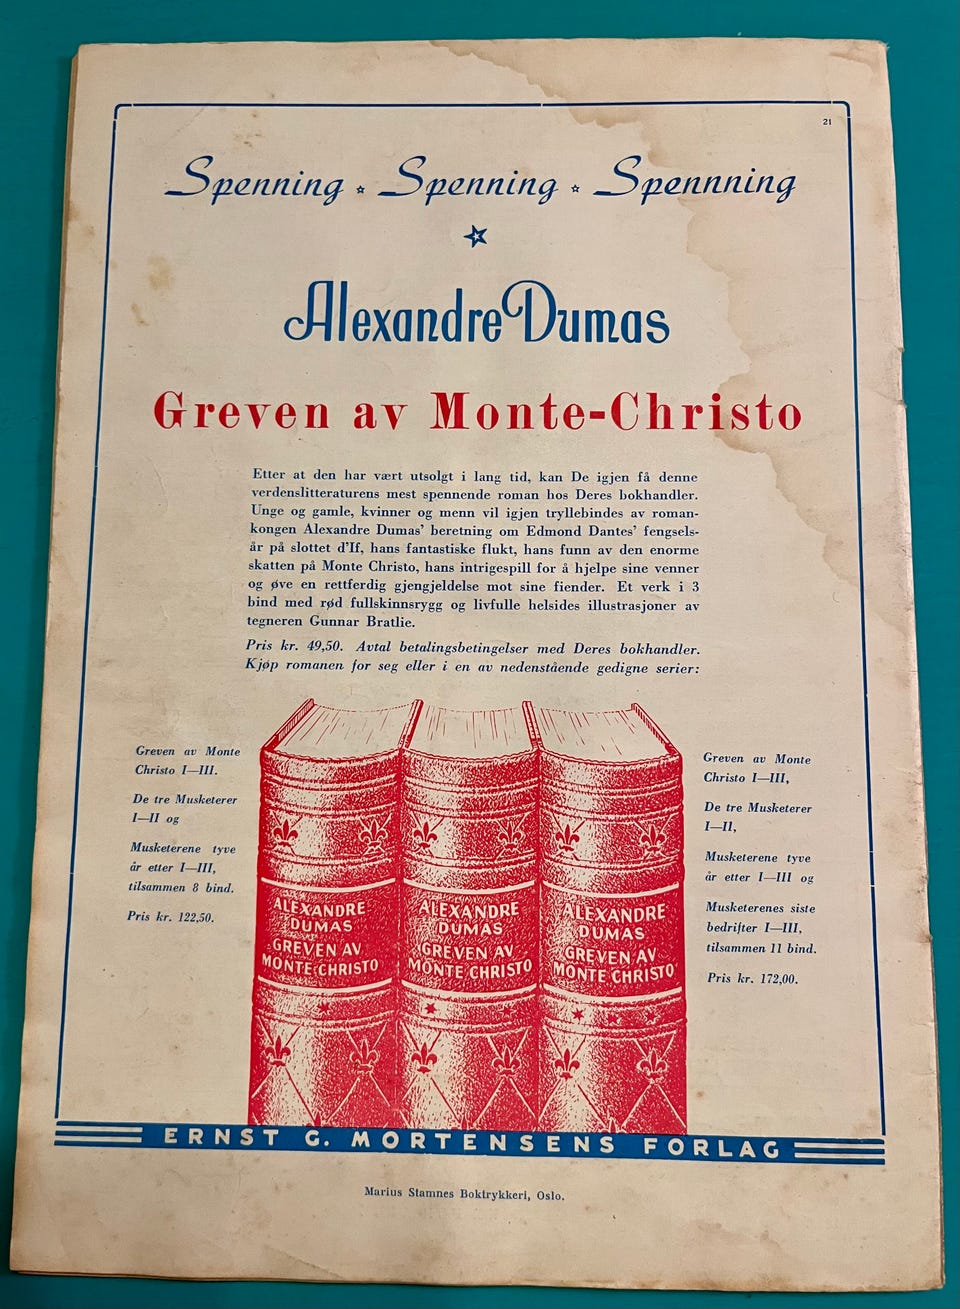 21
Spenning ☆ Spenning ☆ Spennning
Alexandre Dumas
Greven av Monte-Christo
Etter at den har vært utsolgt i lang tid, kan De igjen få denne
verdenslitteraturens mest spennende roman hos Deres bokhandler.
Unge og gamle, kvinner og menn vil igjen tryllebindes av roman-
kongen Alexandre Dumas' beretning om Edmond Dantes' fengsels-
år på slottet d'If, hans fantastiske flukt, hans funn av den enorme
skatten på Monte Christo, hans intrigespill for å hjelpe sine venner
og øve en rettferdig gjengjeldelse mot sine fiender. Et verk i 3
bind med rød fullskinnsrygg og livfulle helsides illustrasjoner av
tegneren Gunnar Bratlie.
Pris kr. 49,50. Avtal betalingsbetingelser med Deres bokhandler.
Kjøp romanen for seg eller i en av nedenstående gedigne serier:
Greven av Monte
Christo I—III.
De tre Musketerer
I—II og
Musketerene tyve
år etter I—III,
tilsammen 8 bind.
Pris kr. 122,50.
ALEXANDRE
DUMAS
GREVEN AV
MONTE CHRISTO
ALEXANDRE
DUMAS
GREVEN AV
MONTE CHRISTO
ALEXANDRE
DUMAS
GREVEN AV
MONTE CHRISTO
Greven av Monte
Christo I—III,
De tre Musketerer
I—II,
Musketerene tyve
år etter I—III og
Musketerenes siste
bedrifter I—III,
tilsammen 11 bind.
Pris kr. 172,00.
ERNST G. MORTENSENS FORLAG
Marius Stamnes Boktrykkeri, Oslo.